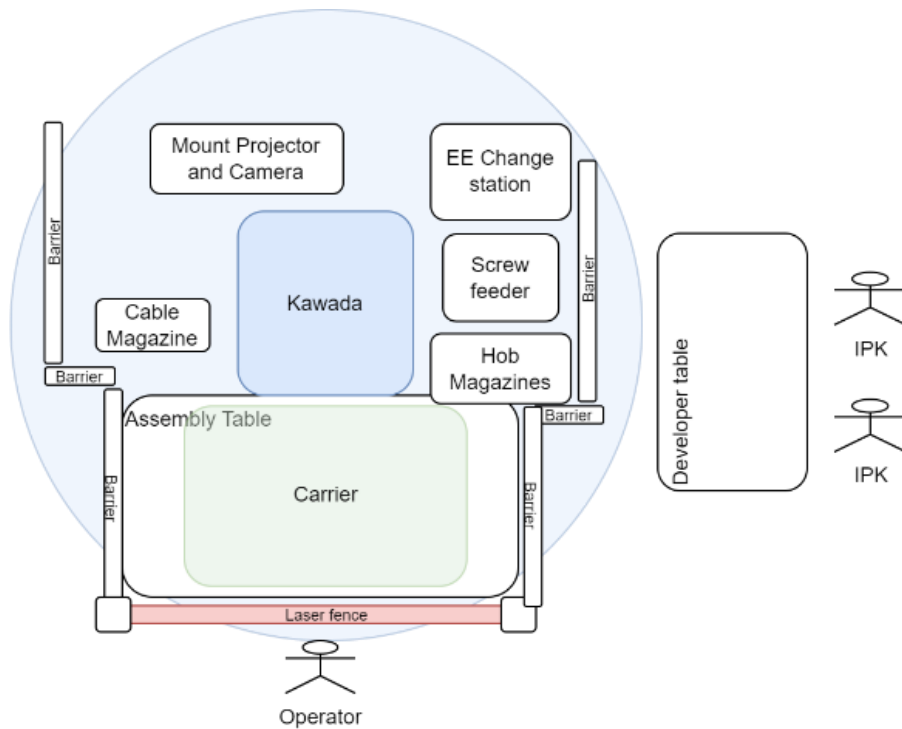 Mount Projector
and Camera
EE Change
station
Barrier
Barrier
Screw
feeder
Kawada
Cable
Magazine
Hob
Magazines
Barrier
Barrier
Assembly Table
Barrier
Barrier
Carrier
Laser fence
Operator
Developer table
IPK
IPK